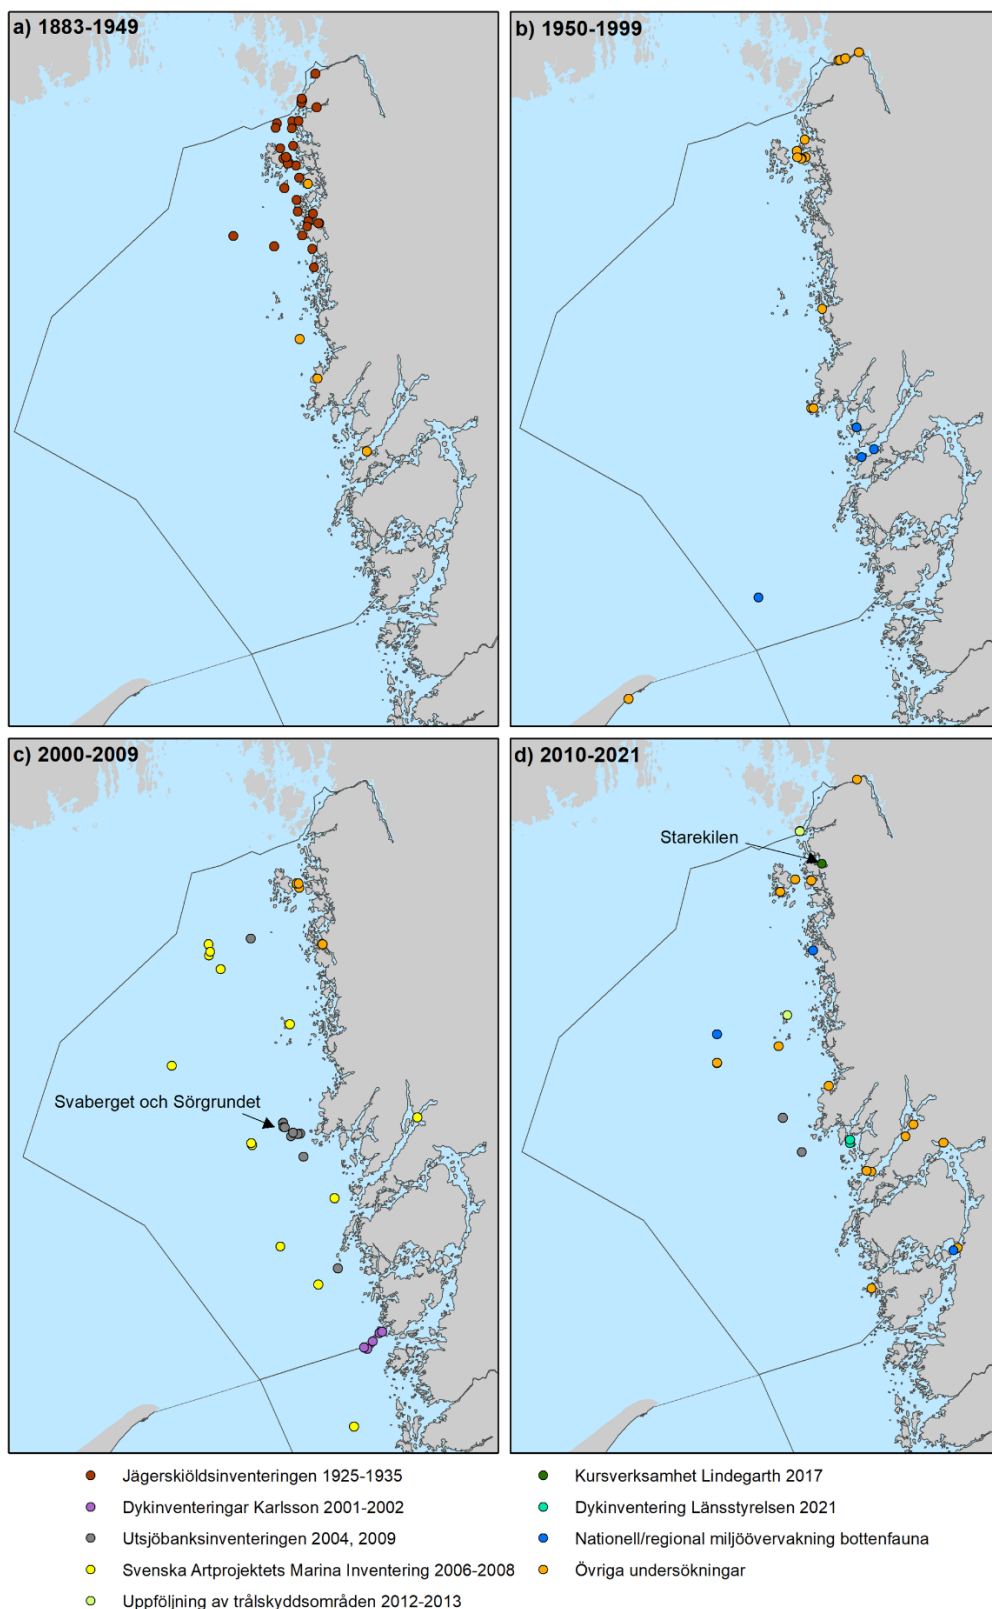 a) 1883-1949
b) 1950-1999
c) 2000-2009
Svaberget och Sörgrundet
d) 2010-2021
Starekilen
Jägerskiöldsinventeringen 1925-1935
Dykinventeringar Karlsson 2001-2002
Utsjöbanksinventeringen 2004, 2009
Svenska Artprojektets Marina Inventering 2006-2008
Uppföljning av trålskyddsområden 2012-2013
Kursverksamhet Lindegarth 2017
Dykinventering Länsstyrelsen 2021
Nationell/regional miljöövervakning bottenfauna
Övriga undersökningar